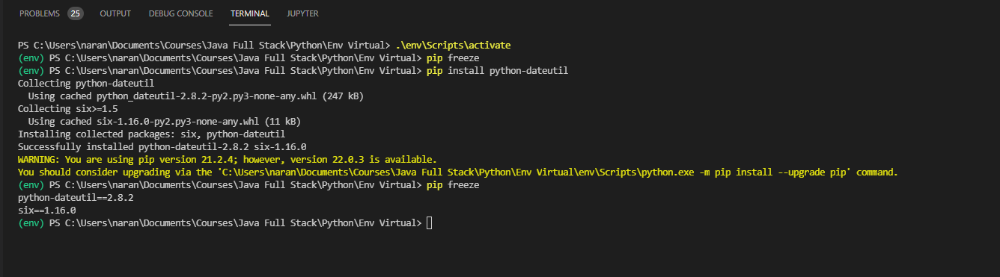 PROBLEMS 25 OUTPUT DEBUG CONSOLE TERMINAL JUPYTER
PS C:\Users\naran\Documents\Courses\Java Full Stack\Python\Env Virtual> .\env\Scripts\activate
(env) PS C:\Users\naran\Documents\Courses\Java Full Stack\Python\Env Virtual> pip freeze
(env) PS C:\Users\naran\Documents\Courses\Java Full Stack\Python\Env Virtual> pip install python-dateutil
Collecting python-dateutil
  Using cached python_dateutil-2.8.2-py2.py3-none-any.whl (247 kB)
Collecting six>=1.5
  Using cached six-1.16.0-py2.py3-none-any.whl (11 kB)
Installing collected packages: six, python-dateutil
Successfully installed python-dateutil-2.8.2 six-1.16.0
WARNING: You are using pip version 21.2.4; however, version 22.0.3 is available.
You should consider upgrading via the 'C:\Users\naran\Documents\Courses\Java Full Stack\Python\Env Virtual\env\Scripts\python.exe -m pip install --upgrade pip' command.
(env) PS C:\Users\naran\Documents\Courses\Java Full Stack\Python\Env Virtual> pip freeze
python-dateutil==2.8.2
six==1.16.0
(env) PS C:\Users\naran\Documents\Courses\Java Full Stack\Python\Env Virtual>